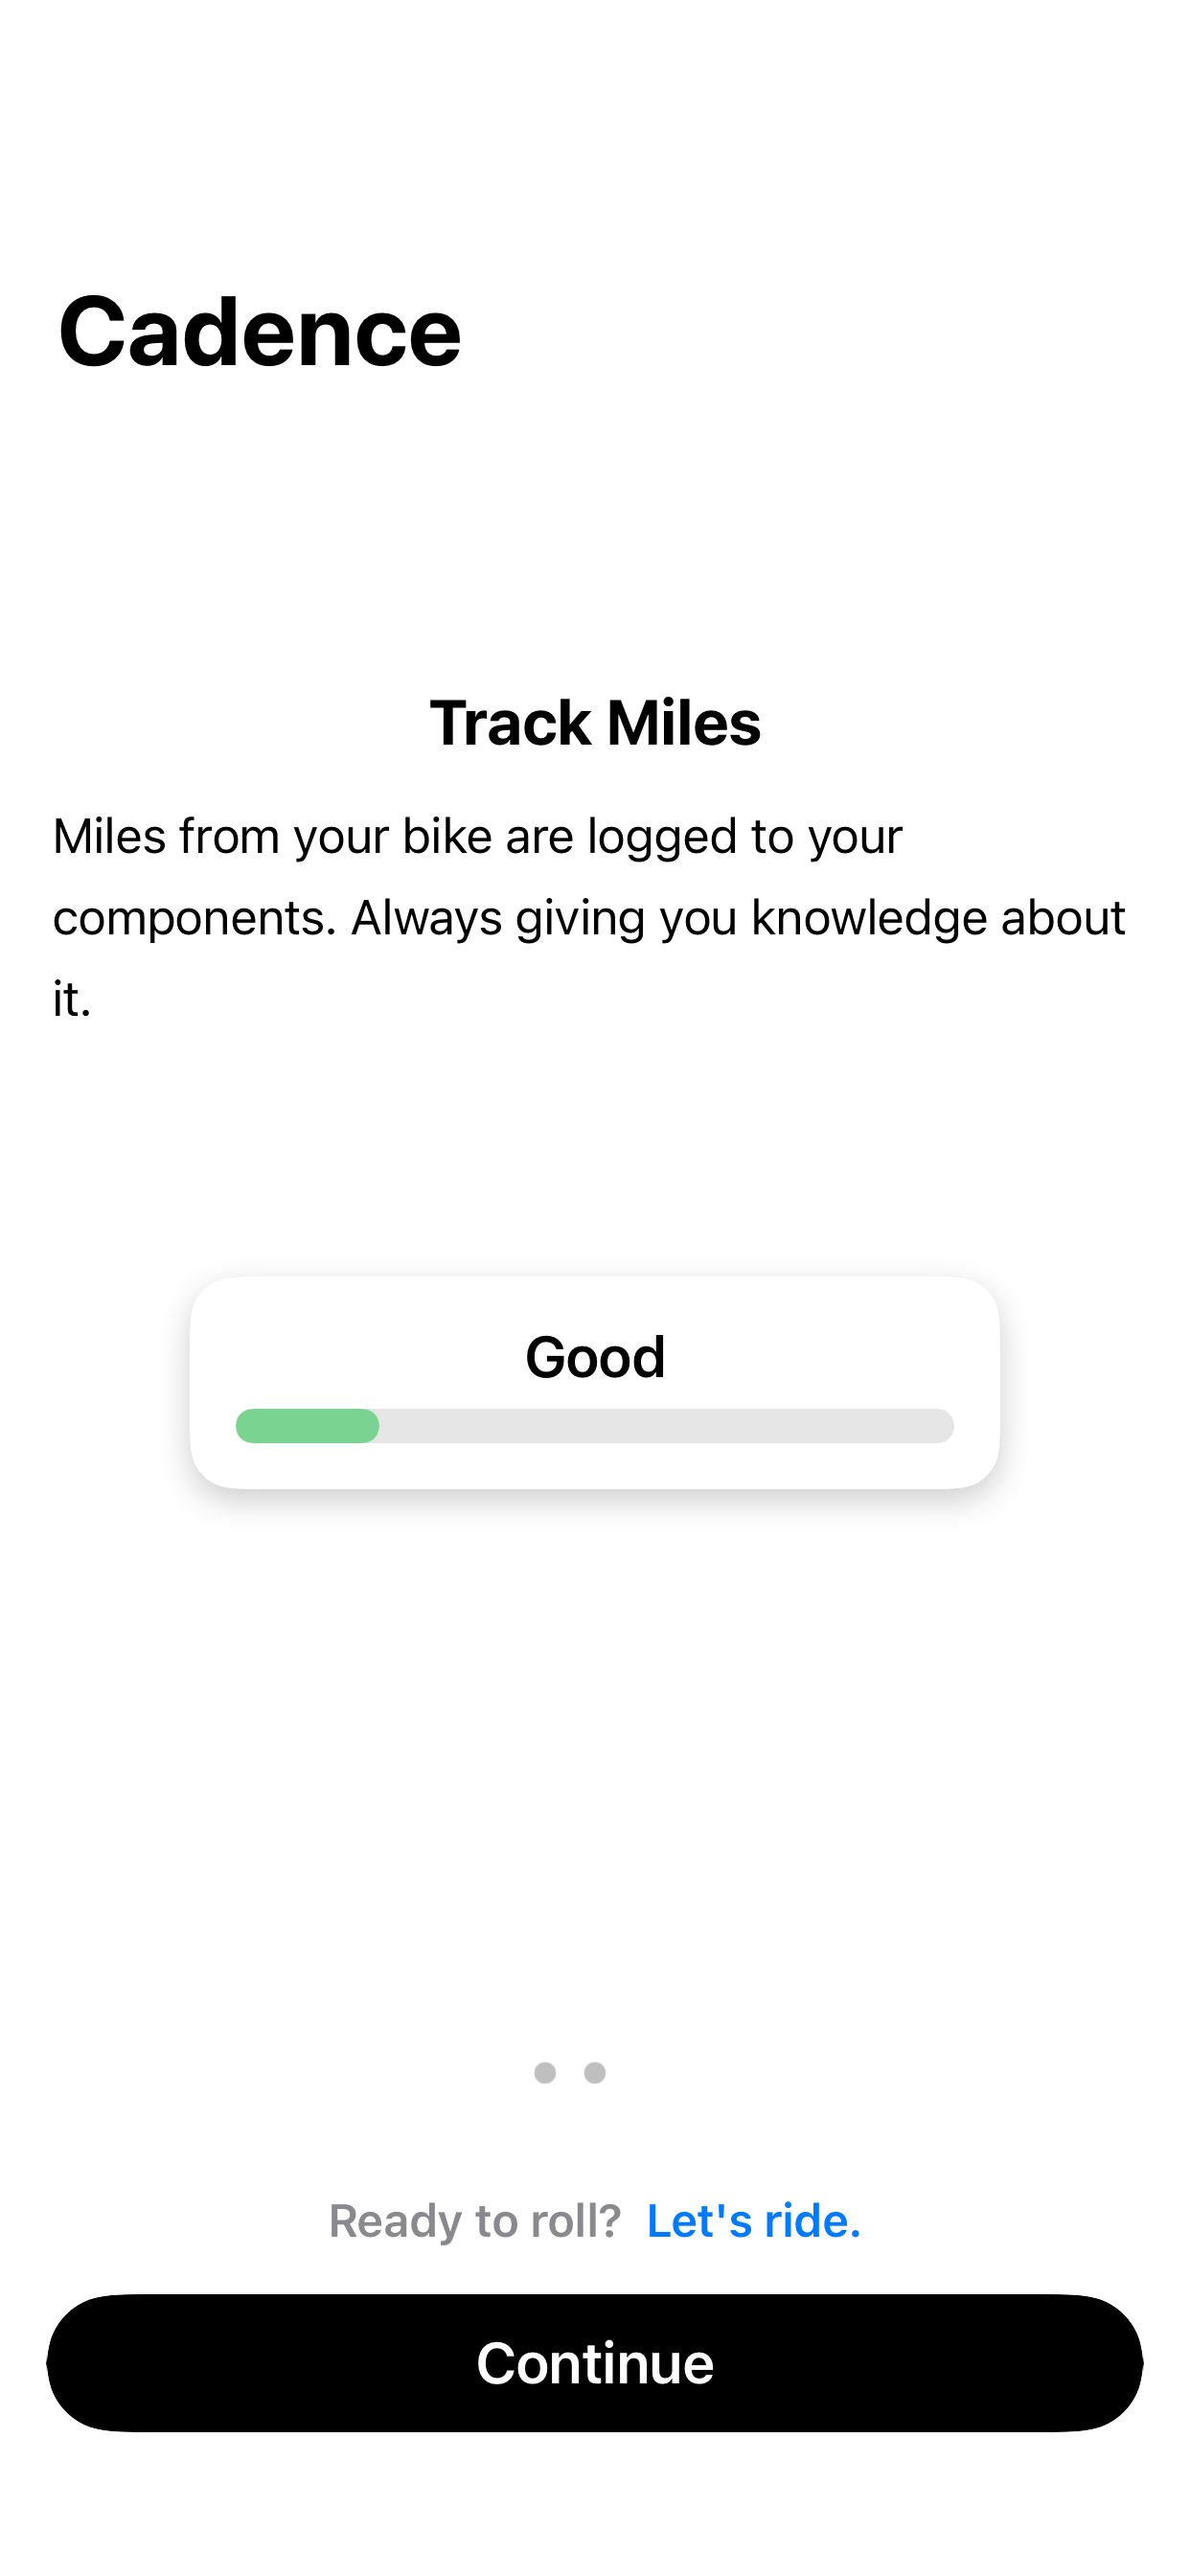 Cadence
Track Miles
Miles from your bike are logged to your
components. Always giving you knowledge about
it.
Good
Ready to roll? Let's ride.
Continue